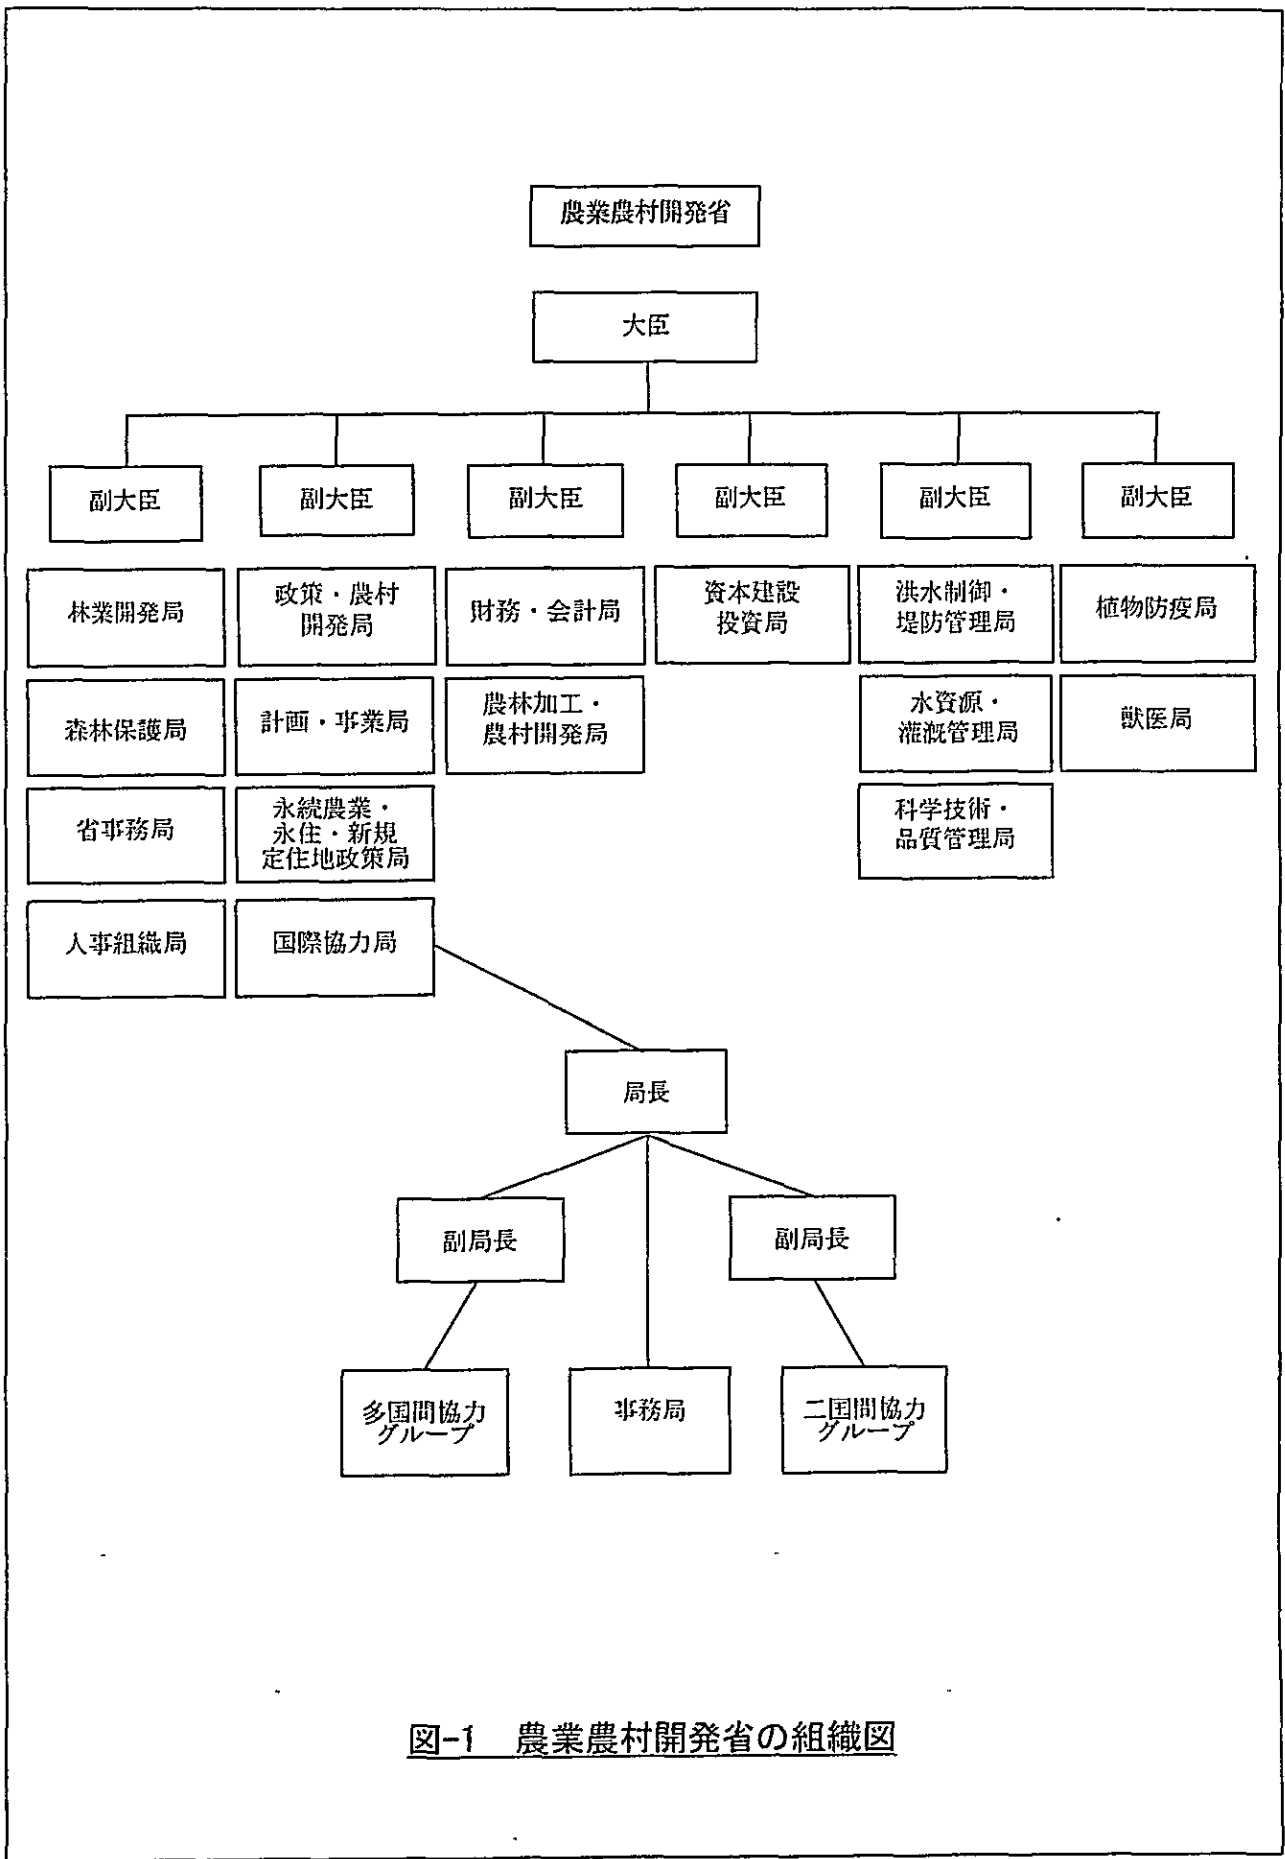 農業農村開発省
大臣
副大臣
副大臣
副大臣
副大臣
副大臣
副大臣
林業開発局
政策・農村
開発局
財務・会計局
資本建設
投資局
洪水制御・
堤防管理局
植物防疫局
森林保護局
計画・事業局
農林加工・
農村開発局
水資源・
灌漑管理局
獣医局
省事務局
永続農業・
永住・新規
定住地政策局
科学技術・
品質管理局
人事組織局
国際協力局
局長
副局長
副局長
多国間協力
グループ
事務局
二国間協力
グループ
図-1 農業農村開発省の組織図